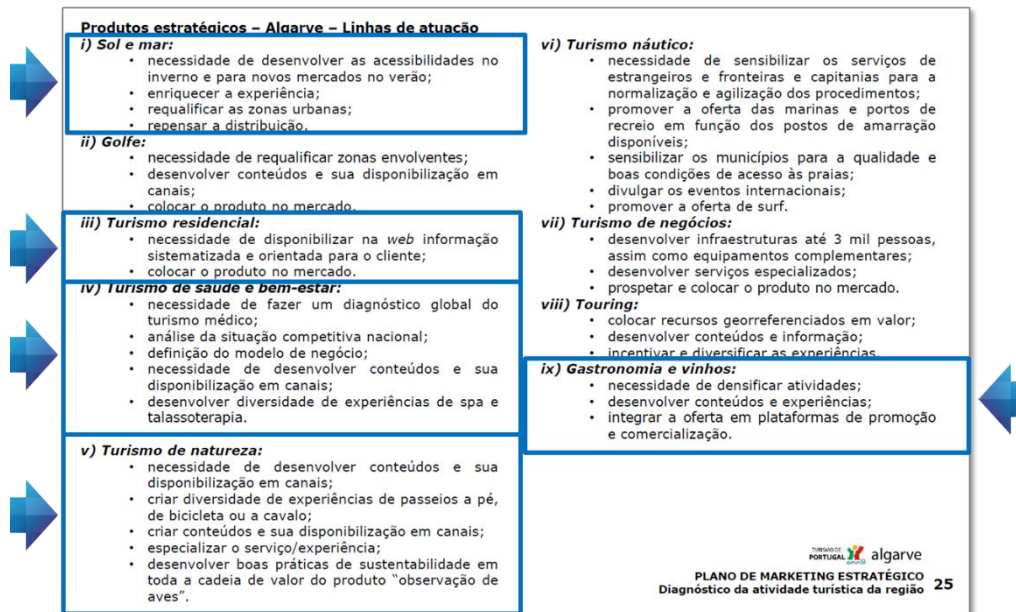 Produtos estratégicos – Algarve – Linhas de atuação
i) Sol e mar:
• necessidade de desenvolver as acessibilidades no
inverno e para novos mercados no verão;
• enriquecer a experiência;
• requalificar as zonas urbanas;
• repensar a distribuição.
ii) Golfe:
• necessidade de requalificar zonas envolventes;
• desenvolver conteúdos e sua disponibilização em
canais;
• colocar o produto no mercado.
iii) Turismo residencial:
• necessidade de disponibilizar na web informação
sistematizada e orientada para o cliente;
• colocar o produto no mercado.
iv) Turismo de saúde e bem-estar:
• necessidade de fazer um diagnóstico global do
turismo médico;
• análise da situação competitiva nacional;
• definição do modelo de negócio;
• necessidade de desenvolver conteúdos e sua
disponibilização em canais;
• desenvolver diversidade de experiências de spa e
talassoterapia.
v) Turismo de natureza:
• necessidade de desenvolver conteúdos e sua
disponibilização em canais;
• criar diversidade de experiências de passeios a pé,
de bicicleta ou a cavalo;
• criar conteúdos e sua disponibilização em canais;
• especializar o serviço/experiência;
• desenvolver boas práticas de sustentabilidade em
toda a cadeia de valor do produto “observação de
aves”.
vi) Turismo náutico:
• necessidade de sensibilizar os serviços de
estrangeiros e fronteiras e capitanias para a
normalização e agilização dos procedimentos;
• promover a oferta das marinas e portos de
recreio em função dos postos de amarração
disponíveis;
• sensibilizar os municípios para a qualidade e
boas condições de acesso às praias;
• divulgar os eventos internacionais;
• promover a oferta de surf.
vii) Turismo de negócios:
• desenvolver infraestruturas até 3 mil pessoas,
assim como equipamentos complementares;
• desenvolver serviços especializados;
• prospetar e colocar o produto no mercado.
viii) Touring:
• colocar recursos georreferenciados em valor;
• desenvolver conteúdos e informação;
• incentivar e diversificar as experiências.
ix) Gastronomia e vinhos:
• necessidade de densificar atividades;
• desenvolver conteúdos e experiências;
• integrar a oferta em plataformas de promoção
e comercialização.
TURISMO DE
PORTUGAL algarve
PLANO DE MARKETING ESTRATÉGICO
Diagnóstico da atividade turística da região 25